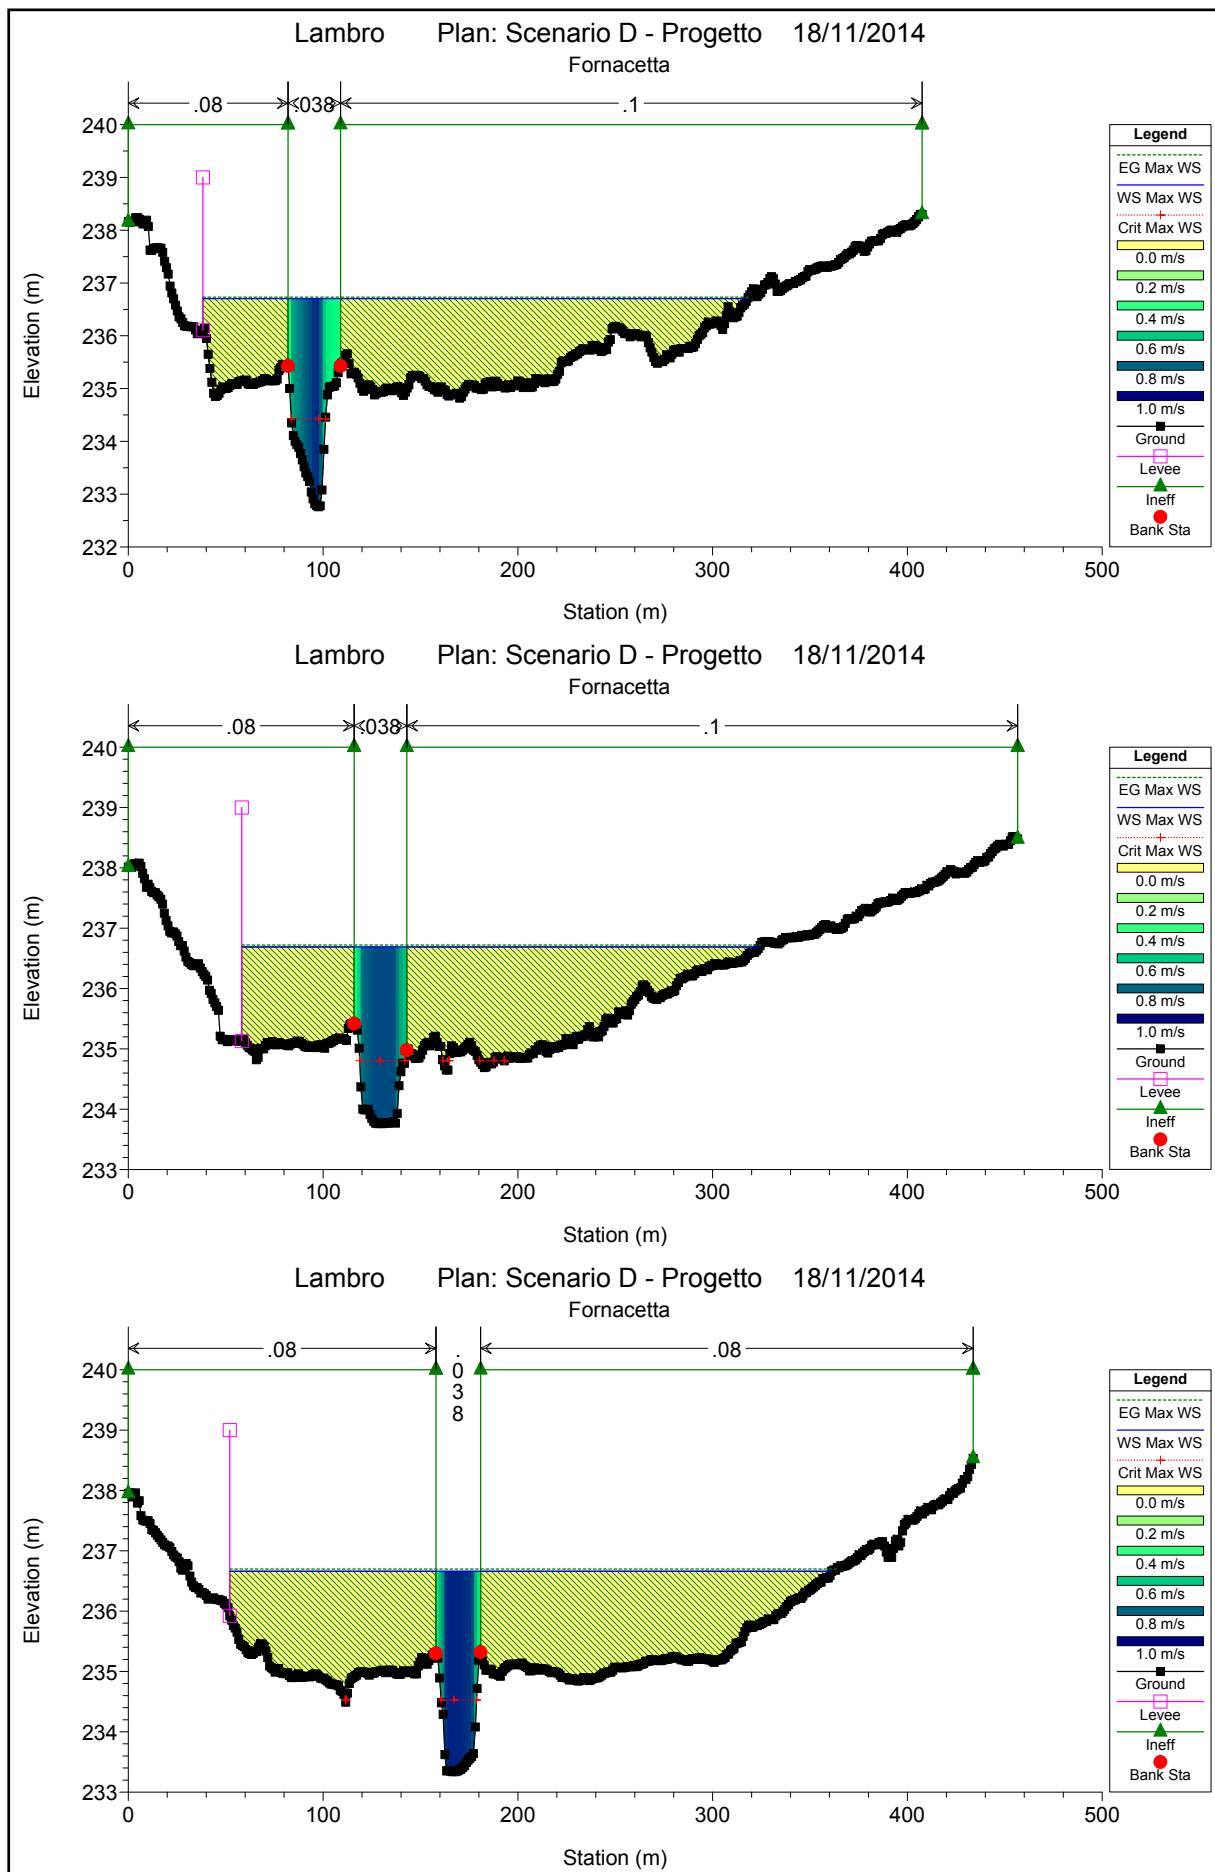 Lambro Plan: Scenario D - Progetto 18/11/2014
Fornacetta
.08 .038 .1
240
239
238
237
236
235
234
233
232
Elevation (m)
0 100 200 300 400 500
Station (m)
Legend
EG Max WS
WS Max WS
Crit Max WS
0.0 m/s
0.2 m/s
0.4 m/s
0.6 m/s
0.8 m/s
1.0 m/s
Ground
Levee
Ineff
Bank Sta
Lambro Plan: Scenario D - Progetto 18/11/2014
Fornacetta
.08 .038 .1
240
239
238
237
236
235
234
233
Elevation (m)
0 100 200 300 400 500
Station (m)
Legend
EG Max WS
WS Max WS
Crit Max WS
0.0 m/s
0.2 m/s
0.4 m/s
0.6 m/s
0.8 m/s
1.0 m/s
Ground
Levee
Ineff
Bank Sta
Lambro Plan: Scenario D - Progetto 18/11/2014
Fornacetta
.08 .038 .08
240
239
238
237
236
235
234
233
Elevation (m)
0 100 200 300 400 500
Station (m)
Legend
EG Max WS
WS Max WS
Crit Max WS
0.0 m/s
0.2 m/s
0.4 m/s
0.6 m/s
0.8 m/s
1.0 m/s
Ground
Levee
Ineff
Bank Sta